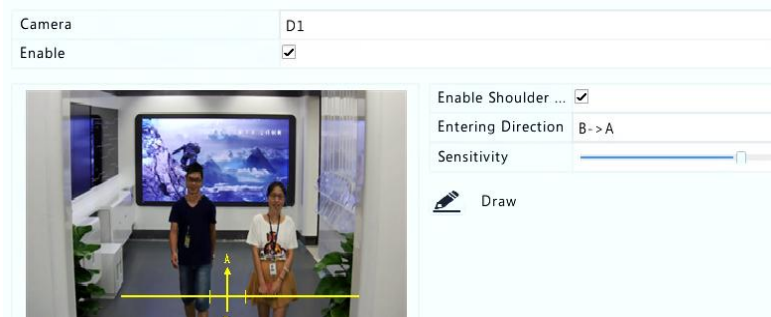 Camera D1
Enable
Enable Shoulder ...
Entering Direction B->A
Sensitivity
Draw
A